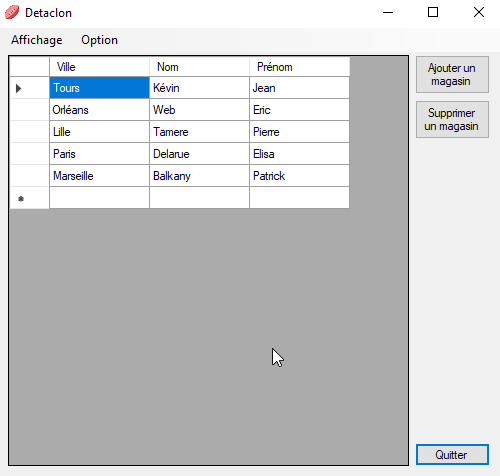 Detaclon
Affichage Option
Ville Nom Prénom
Tours Kévin Jean
Orléans Web Eric
Lille Tamere Pierre
Paris Delarue Elisa
Marseille Balkany Patrick
Ajouter un
magasin
Supprimer
un magasin
Quitter